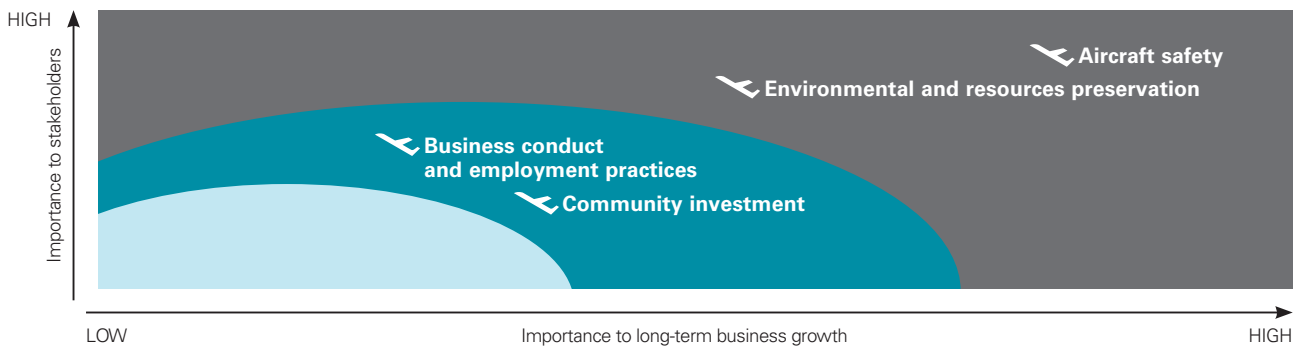 HIGH
Importance to stakeholders
Aircraft safety
Environmental and resources preservation
Business conduct
and employment practices
Community investment
LOW
Importance to long-term business growth
HIGH